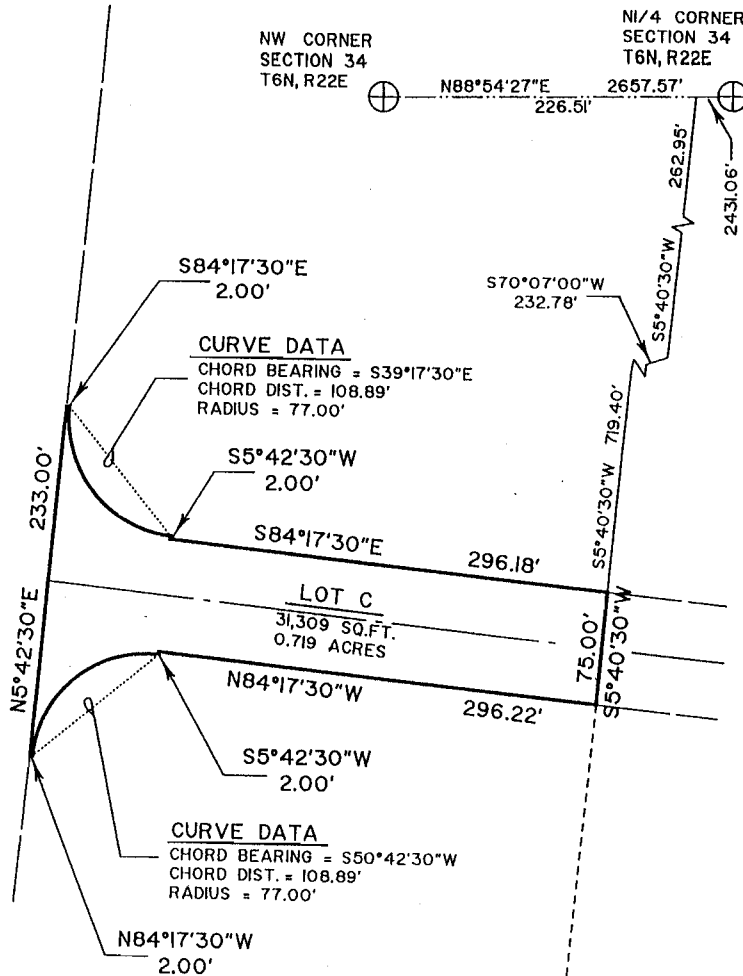 NW CORNER
SECTION 34
T6N, R22E
N1/4 CORNER
SECTION 34
T6N, R22E
N88°54'27"E
2657.57'
226.51'
262.95'
2431.06'
S5°40'30"W
S84°17'30"E
2.00'
S70°07'00"W
232.78'
CURVE DATA
CHORD BEARING = S39°17'30"E
CHORD DIST. = 108.89'
RADIUS = 77.00'
719.40'
S5°40'30"W
S5°42'30"W
2.00'
233.00'
N5°42'30"E
S84°17'30"E
296.18'
LOT C
31,309 SQ.FT.
0.719 ACRES
75.00'
S5°40'30"W
N84°17'30"W
296.22'
S5°42'30"W
2.00'
CURVE DATA
CHORD BEARING = S50°42'30"W
CHORD DIST. = 108.89'
RADIUS = 77.00'
N84°17'30"W
2.00'